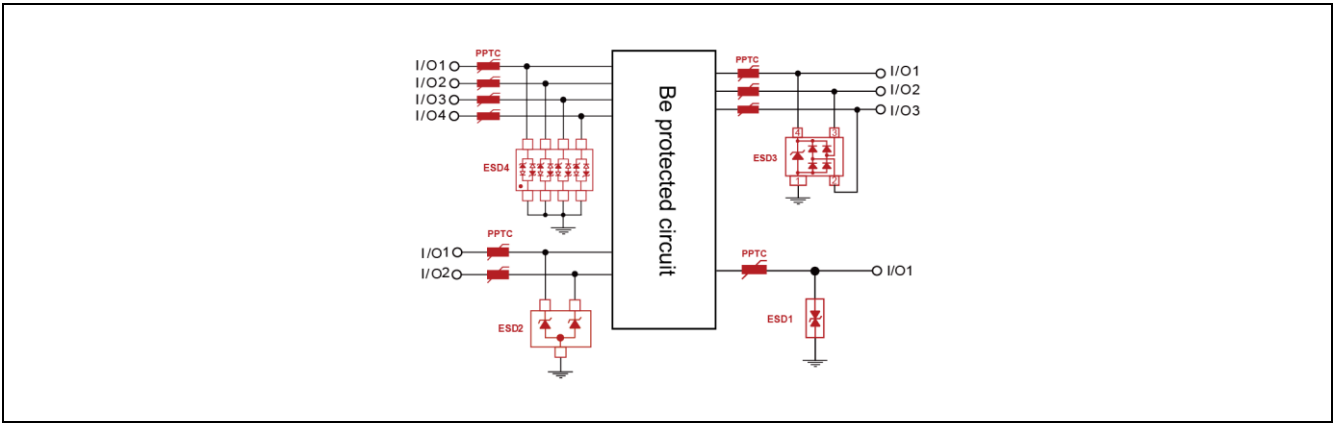 PPTC
I/O1
I/O2
I/O3
I/O4
ESD4
PPTC
I/O1
I/O2
ESD2
Be protected circuit
PPTC
I/O1
I/O2
I/O3
4
3
ESD3
1
2
PPTC
I/O1
ESD1